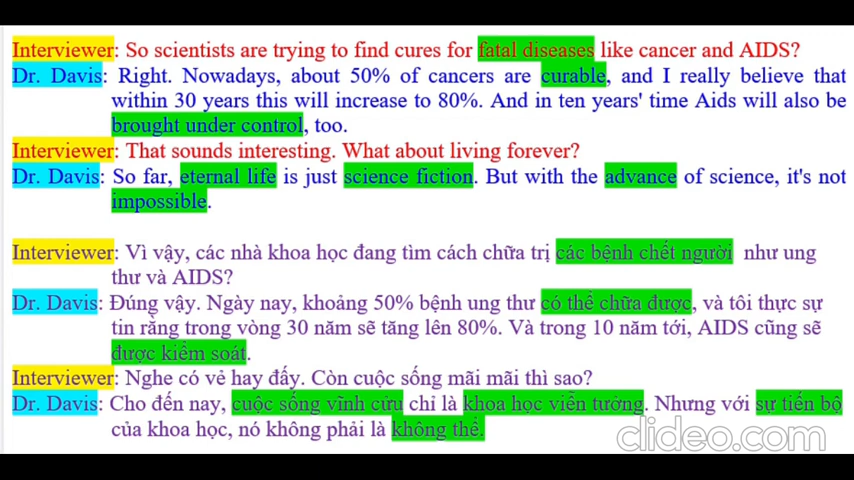 Interviewer: So scientists are trying to find cures for fatal diseases like cancer and AIDS?
Dr. Davis: Right. Nowadays, about 50% of cancers are curable, and I really believe that
within 30 years this will increase to 80%. And in ten years' time Aids will also be
brought under control, too.
Interviewer: That sounds interesting. What about living forever?
Dr. Davis: So far, eternal life is just science fiction. But with the advance of science, it's not
impossible.
Interviewer: Vì vậy, các nhà khoa học đang tìm cách chữa trị các bệnh chết người như ung
thư và AIDS?
Dr. Davis: Đúng vậy. Ngày nay, khoảng 50% bệnh ung thư có thể chữa được, và tôi thực sự
tin rằng trong vòng 30 năm sẽ tăng lên 80%. Và trong 10 năm tới, AIDS cũng sẽ
được kiểm soát.
Interviewer: Nghe có vẻ hay đấy. Còn cuộc sống mãi mãi thì sao?
Dr. Davis: Cho đến nay, cuộc sống vĩnh cửu chỉ là khoa học viễn tưởng. Nhưng với sự tiến bộ
của khoa học, nó không phải là không thể.
clideo.com